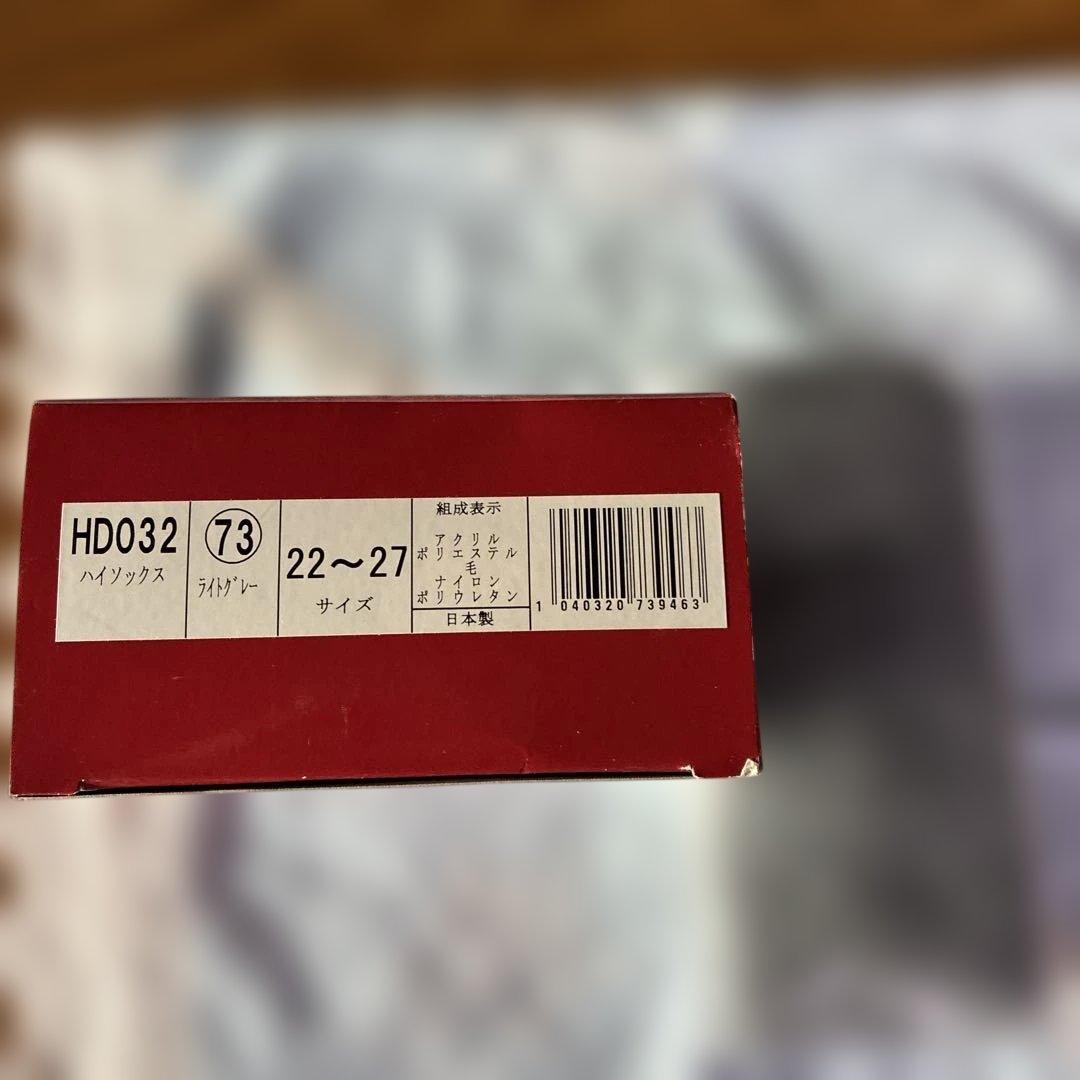 HD032
ハイソックス
73
ライトグレー
22〜27
サイズ
組成表示
アクリル
ポリエステル
毛
ナイロン
ポリウレタン
日本製
1 040320 739463